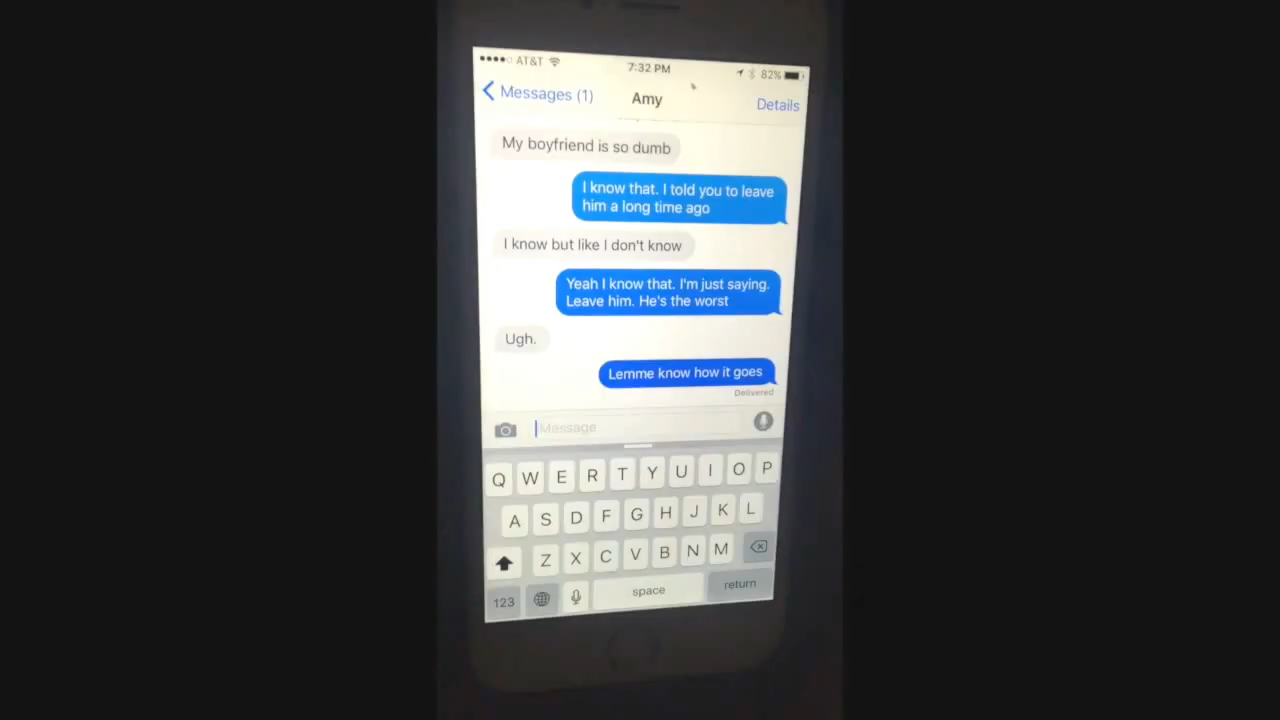 AT&T 7:32 PM 82%
Messages (1) Amy Details
My boyfriend is so dumb
I know that. I told you to leave
him a long time ago
I know but like I don't know
Yeah I know that. I'm just saying.
Leave him. He's the worst
Ugh.
Lemme know how it goes
Delivered
Message
Q W E R T Y U I O P
A S D F G H J K L
Z X C V B N M
123 space return